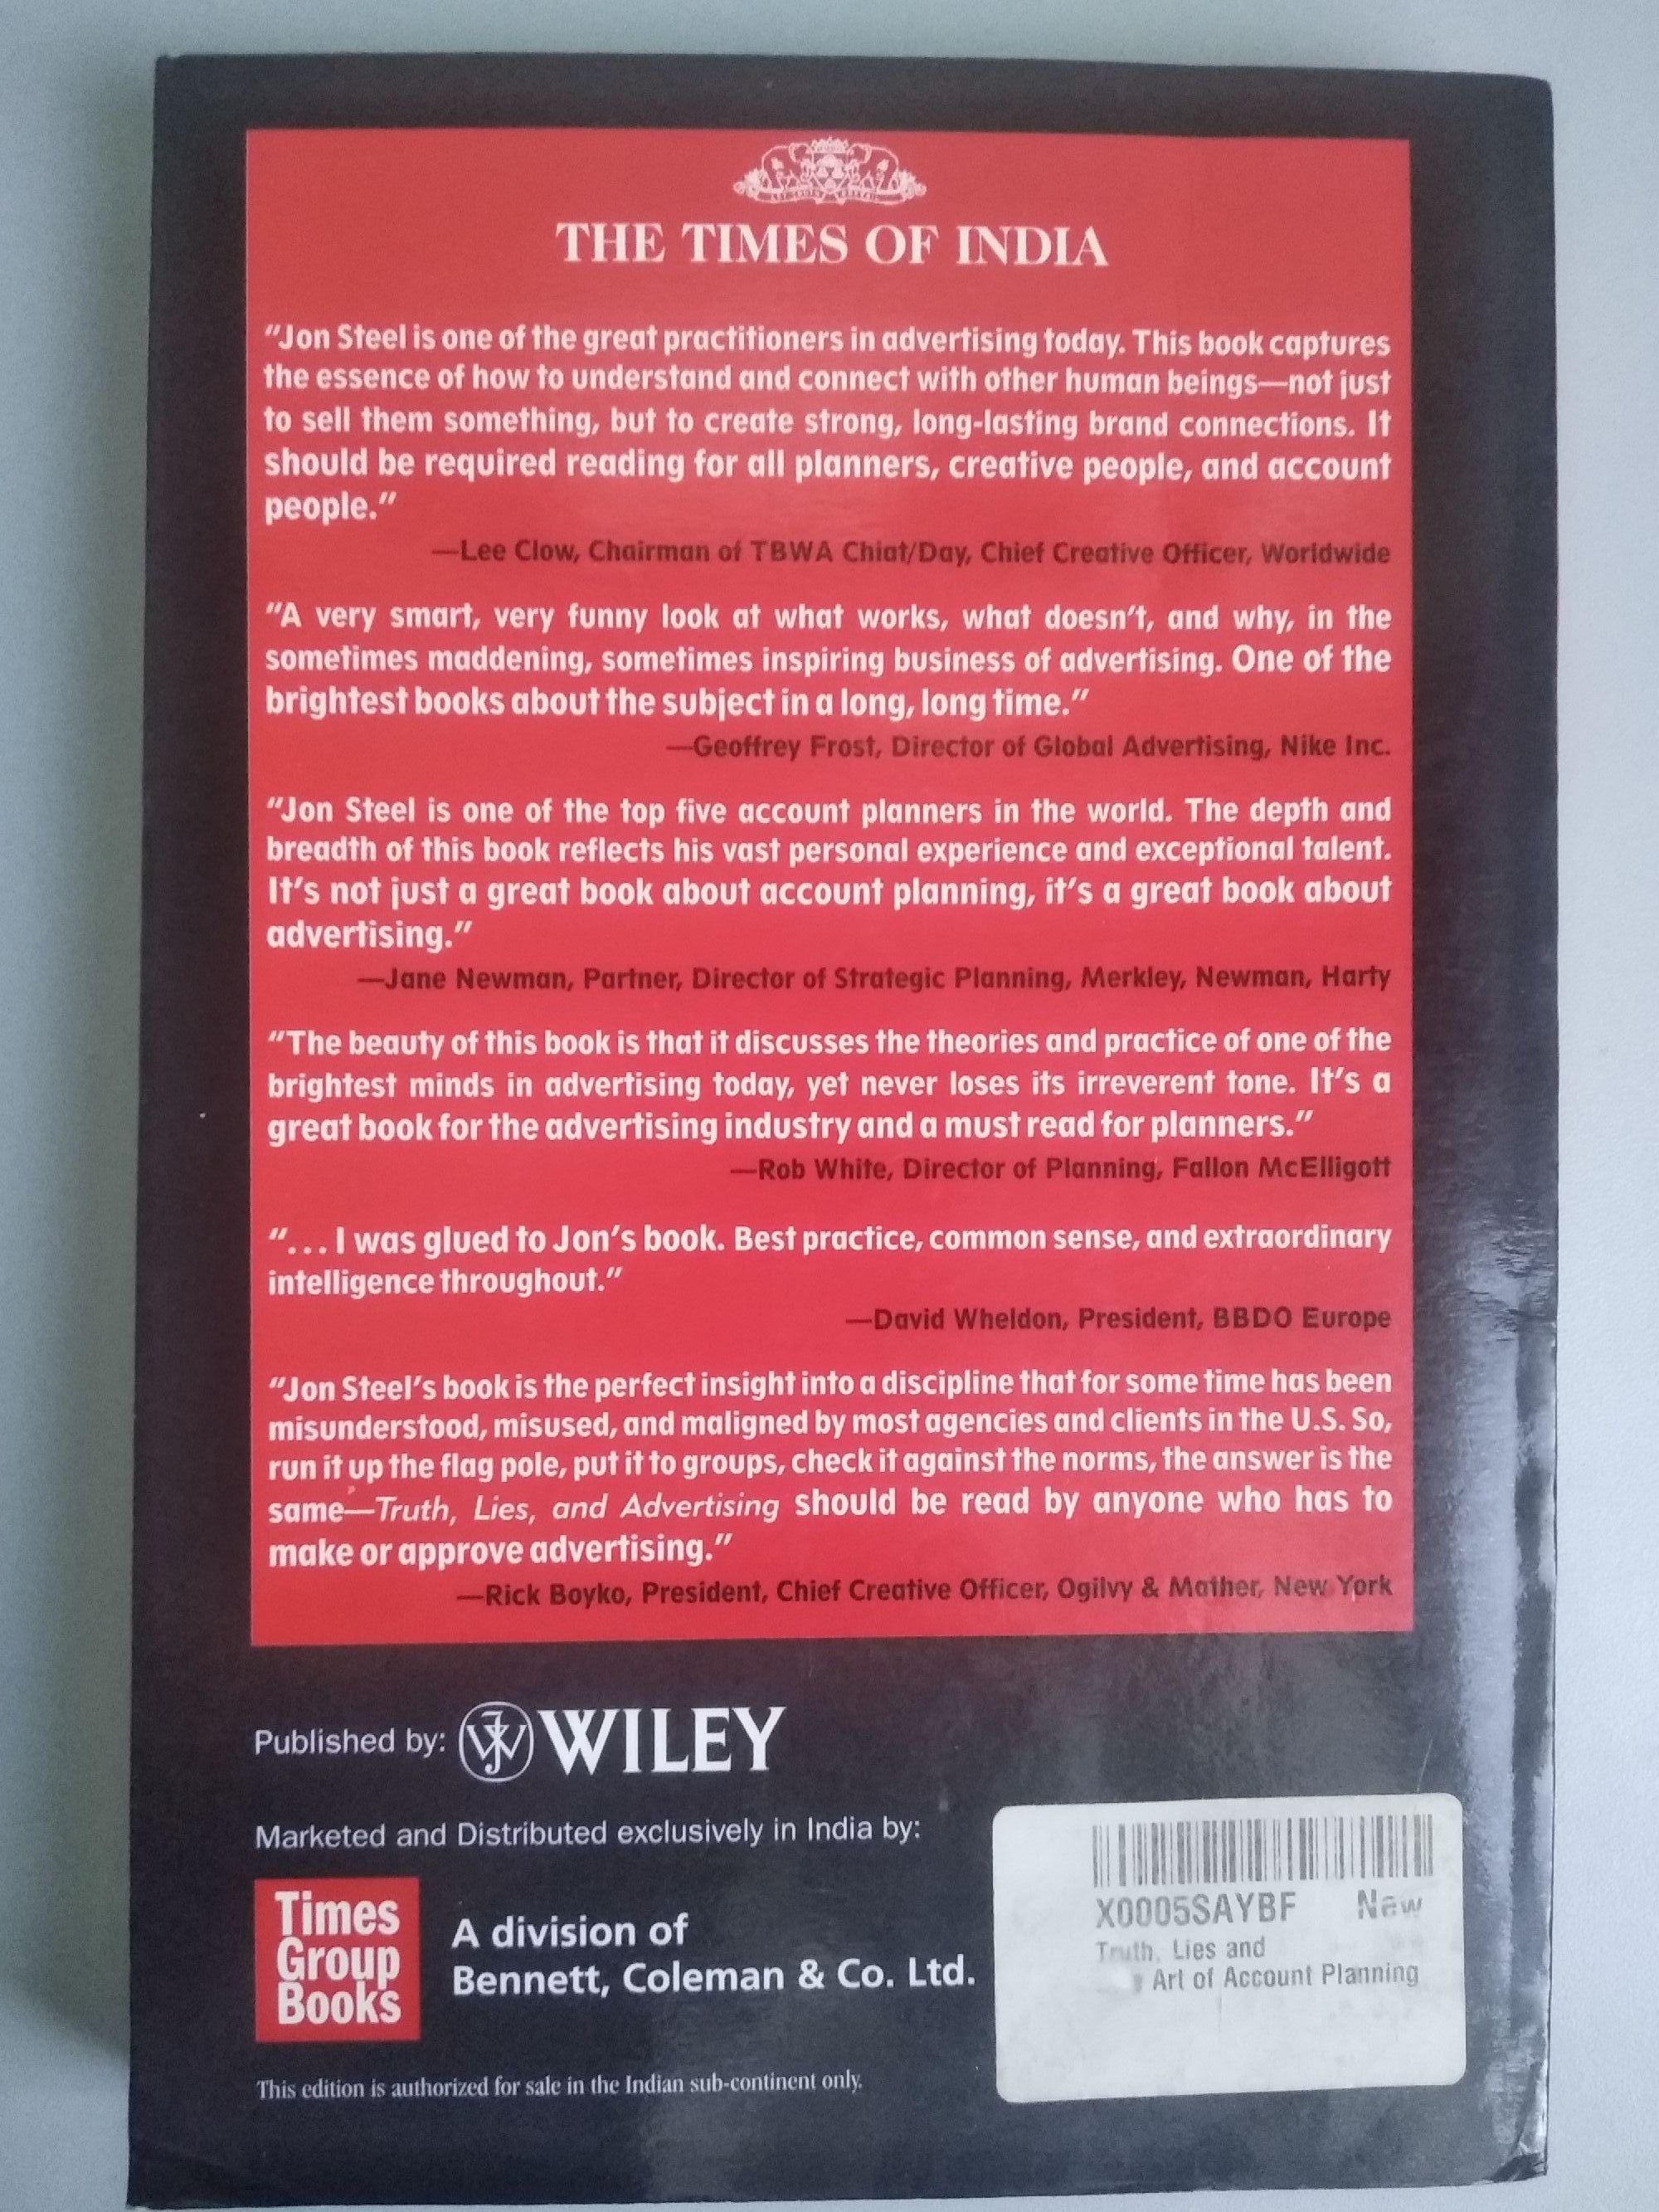 THE TIMES OF INDIA
"Jon Steel is one of the great practitioners in advertising today. This book captures
the essence of how to understand and connect with other human beings—not just
to sell them something, but to create strong, long-lasting brand connections. It
should be required reading for all planners, creative people, and account
people."
—Lee Clow, Chairman of TBWA Chiat/Day, Chief Creative Officer, Worldwide
"A very smart, very funny look at what works, what doesn't, and why, in the
sometimes maddening, sometimes inspiring business of advertising. One of the
brightest books about the subject in a long, long time."
—Geoffrey Frost, Director of Global Advertising, Nike Inc.
"Jon Steel is one of the top five account planners in the world. The depth and
breadth of this book reflects his vast personal experience and exceptional talent.
It's not just a great book about account planning, it's a great book about
advertising."
—Jane Newman, Partner, Director of Strategic Planning, Merkley, Newman, Harty
"The beauty of this book is that it discusses the theories and practice of one of the
brightest minds in advertising today, yet never loses its irreverent tone. It's a
great book for the advertising industry and a must read for planners."
—Rob White, Director of Planning, Fallon McElligott
"... I was glued to Jon's book. Best practice, common sense, and extraordinary
intelligence throughout."
—David Wheldon, President, BBDO Europe
"Jon Steel's book is the perfect insight into a discipline that for some time has been
misunderstood, misused, and maligned by most agencies and clients in the U.S. So,
run it up the flag pole, put it to groups, check it against the norms, the answer is the
same—Truth, Lies, and Advertising should be read by anyone who has to
make or approve advertising."
—Rick Boyko, President, Chief Creative Officer, Ogilvy & Mather, New York
Published by: WILEY
Marketed and Distributed exclusively in India by:
Times
Group
Books
A division of
Bennett, Coleman & Co. Ltd.
This edition is authorized for sale in the Indian sub-continent only.
X0005SAYBF New
Truth, Lies and
Art of Account Planning